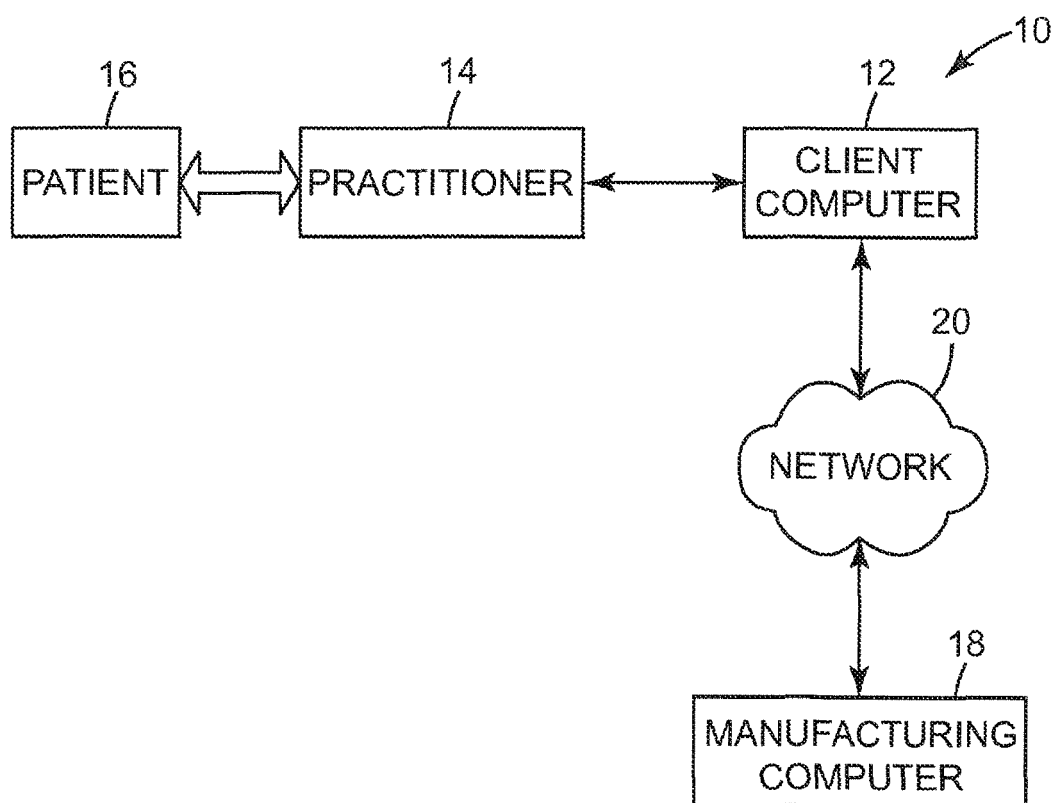 10
16
14
12
PATIENT
PRACTITIONER
CLIENT
COMPUTER
20
NETWORK
18
MANUFACTURING
COMPUTER